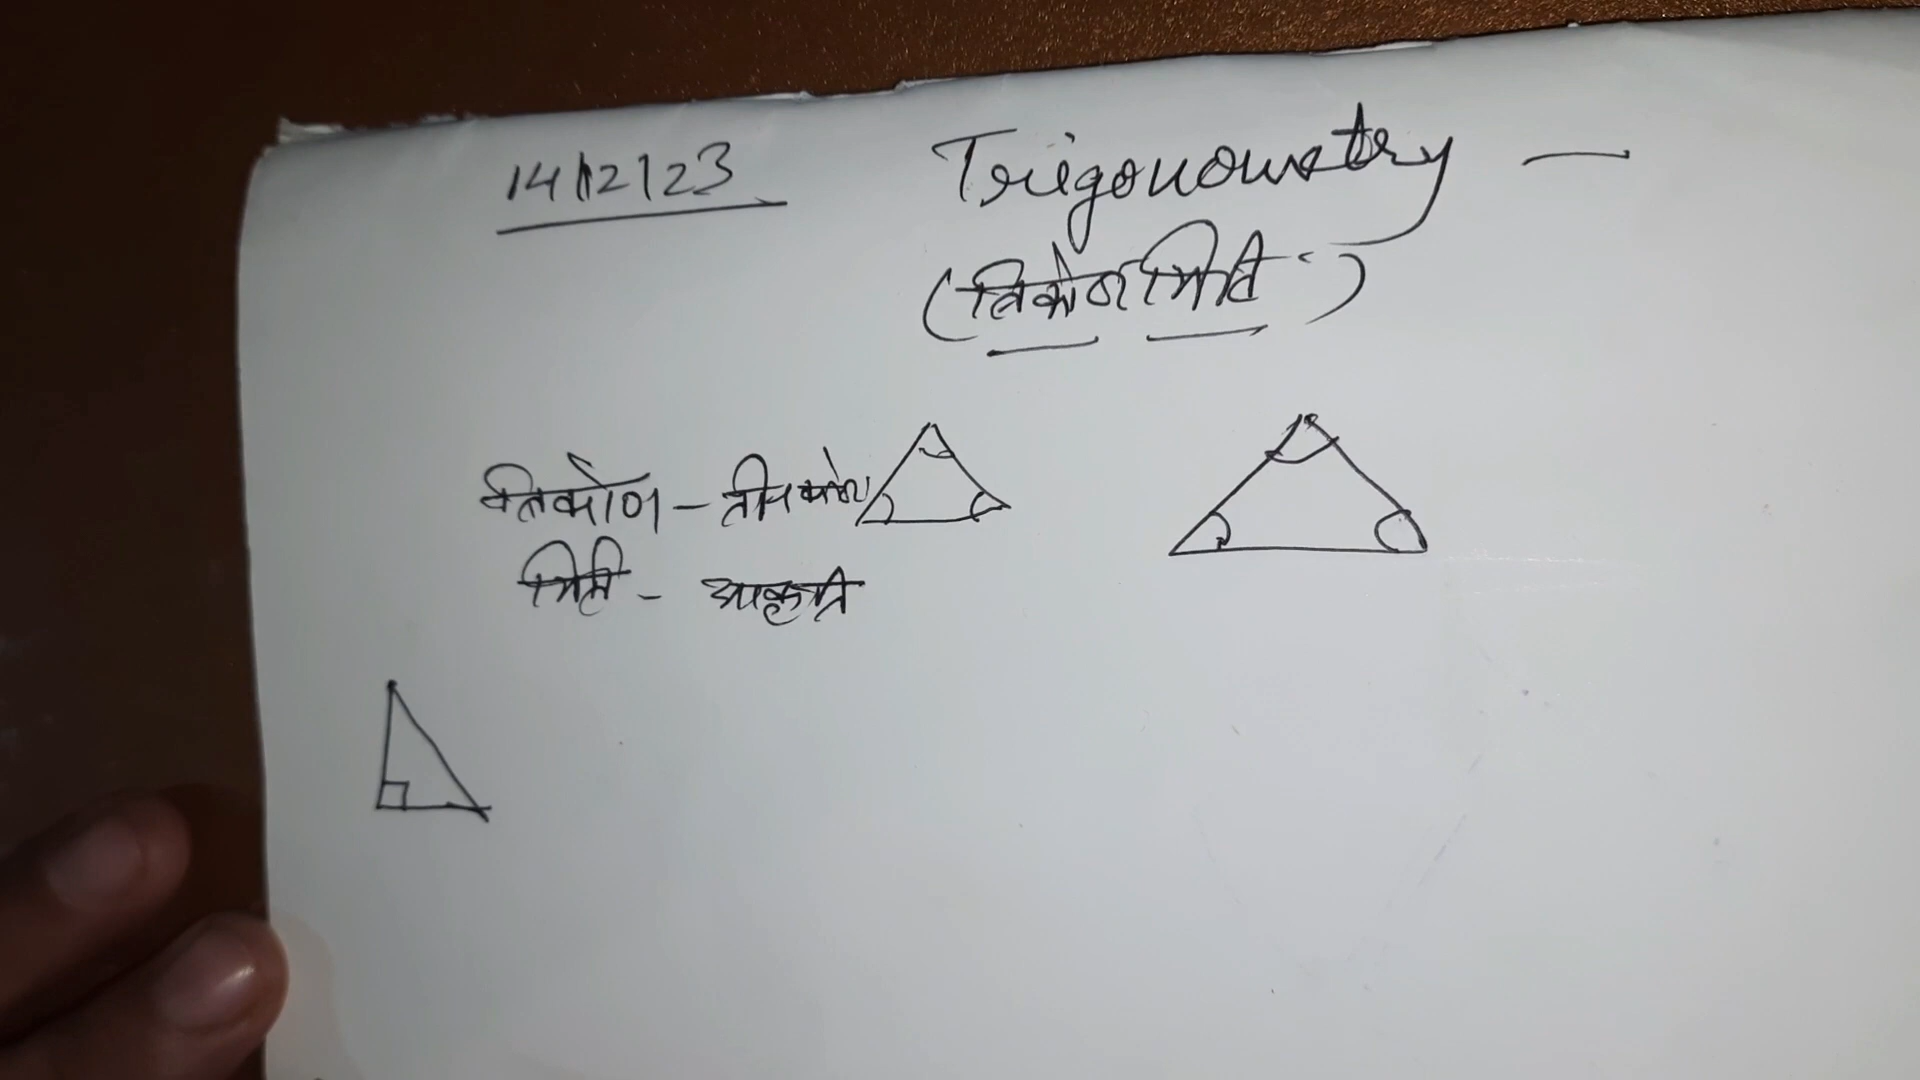 14/12/23
Trigonometry —
(त्रिकोणमिति)
त्रिकोण – तीन कोण
मिति - आकृति